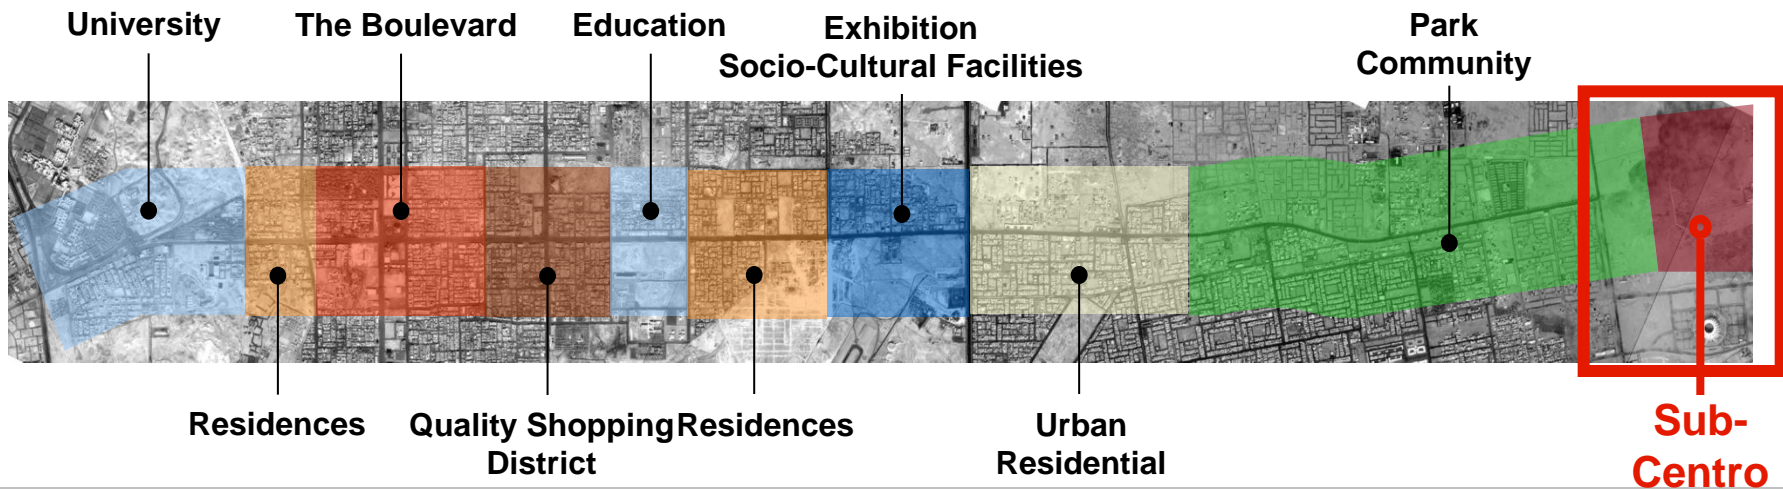 University
The Boulevard
Education
Exhibition
Socio-Cultural Facilities
Park
Community
Residences
Quality Shopping
District
Residences
Urban
Residential
Sub-
Centro